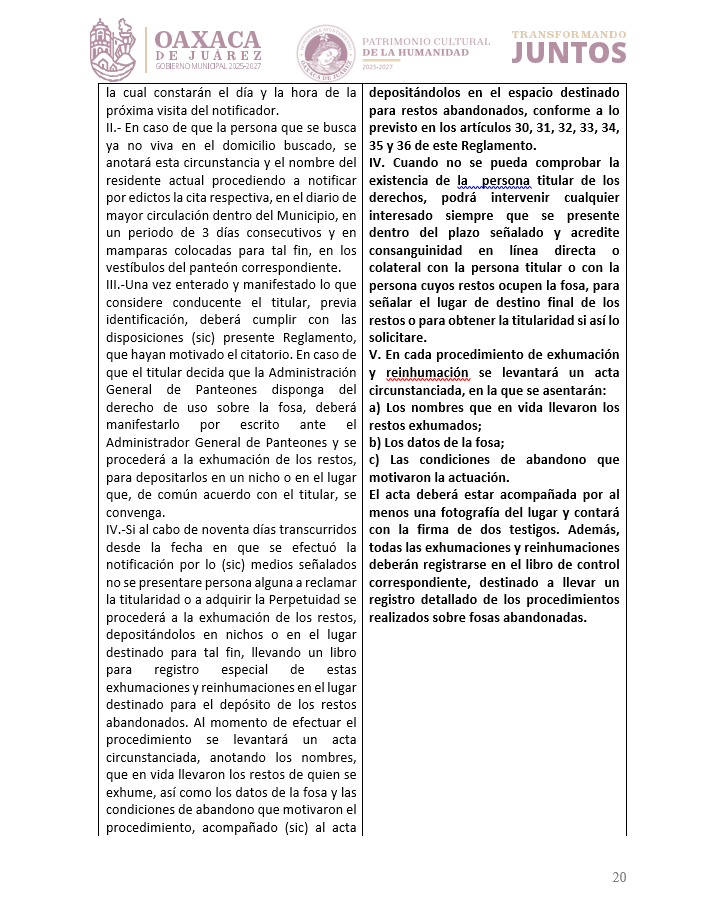 OAXACA
DE JUÁREZ
GOBIERNO MUNICIPAL 2025-2027
PATRIMONIO CULTURAL
DE LA HUMANIDAD
2025-2027
TRANSFORMANDO
JUNTOS
la cual constarán el día y la hora de la
próxima visita del notificador.
II.- En caso de que la persona que se busca
ya no viva en el domicilio buscado, se
anotará esta circunstancia y el nombre del
residente actual procediendo a notificar
por edictos la cita respectiva, en el diario de
mayor circulación dentro del Municipio, en
un periodo de 3 días consecutivos y en
mamparas colocadas para tal fin, en los
vestíbulos del panteón correspondiente.
III.-Una vez enterado y manifestado lo que
considere conducente el titular, previa
identificación, deberá cumplir con las
disposiciones (sic) presente Reglamento,
que hayan motivado el citatorio. En caso de
que el titular decida que la Administración
General de Panteones disponga del
derecho de uso sobre la fosa, deberá
manifestarlo por escrito ante el
Administrador General de Panteones y se
procederá a la exhumación de los restos,
para depositarlos en un nicho o en el lugar
que, de común acuerdo con el titular, se
convenga.
IV.-Si al cabo de noventa días transcurridos
desde la fecha en que se efectuó la
notificación por lo (sic) medios señalados
no se presentare persona alguna a reclamar
la titularidad o a adquirir la Perpetuidad se
procederá a la exhumación de los restos,
depositándolos en nichos o en el lugar
destinado para tal fin, llevando un libro
para registro especial de estas
exhumaciones y reinhumaciones en el lugar
destinado para el depósito de los restos
abandonados. Al momento de efectuar el
procedimiento se levantará un acta
circunstanciada, anotando los nombres,
que en vida llevaron los restos de quien se
exhume, así como los datos de la fosa y las
condiciones de abandono que motivaron el
procedimiento, acompañado (sic) al acta
depositándolos en el espacio destinado
para restos abandonados, conforme a lo
previsto en los artículos 30, 31, 32, 33, 34,
35 y 36 de este Reglamento.
IV. Cuando no se pueda comprobar la
existencia de la persona titular de los
derechos, podrá intervenir cualquier
interesado siempre que se presente
dentro del plazo señalado y acredite
consanguinidad en línea directa o
colateral con la persona titular o con la
persona cuyos restos ocupen la fosa, para
señalar el lugar de destino final de los
restos o para obtener la titularidad si así lo
solicitare.
V. En cada procedimiento de exhumación
y reinhumación se levantará un acta
circunstanciada, en la que se asentarán:
a) Los nombres que en vida llevaron los
restos exhumados;
b) Los datos de la fosa;
c) Las condiciones de abandono que
motivaron la actuación.
El acta deberá estar acompañada por al
menos una fotografía del lugar y contará
con la firma de dos testigos. Además,
todas las exhumaciones y reinhumaciones
deberán registrarse en el libro de control
correspondiente, destinado a llevar un
registro detallado de los procedimientos
realizados sobre fosas abandonadas.
20